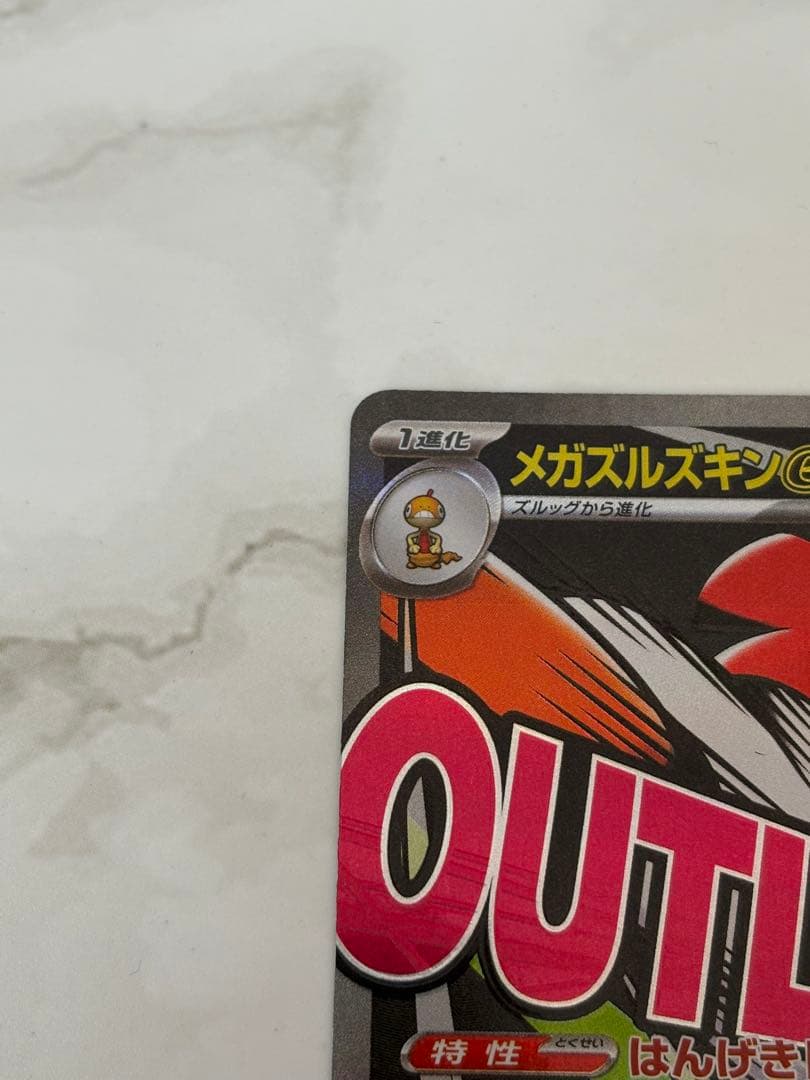 1進化
メガズルズキンe
ズルッグから進化
OUTL
特性
とくせい
はんげき